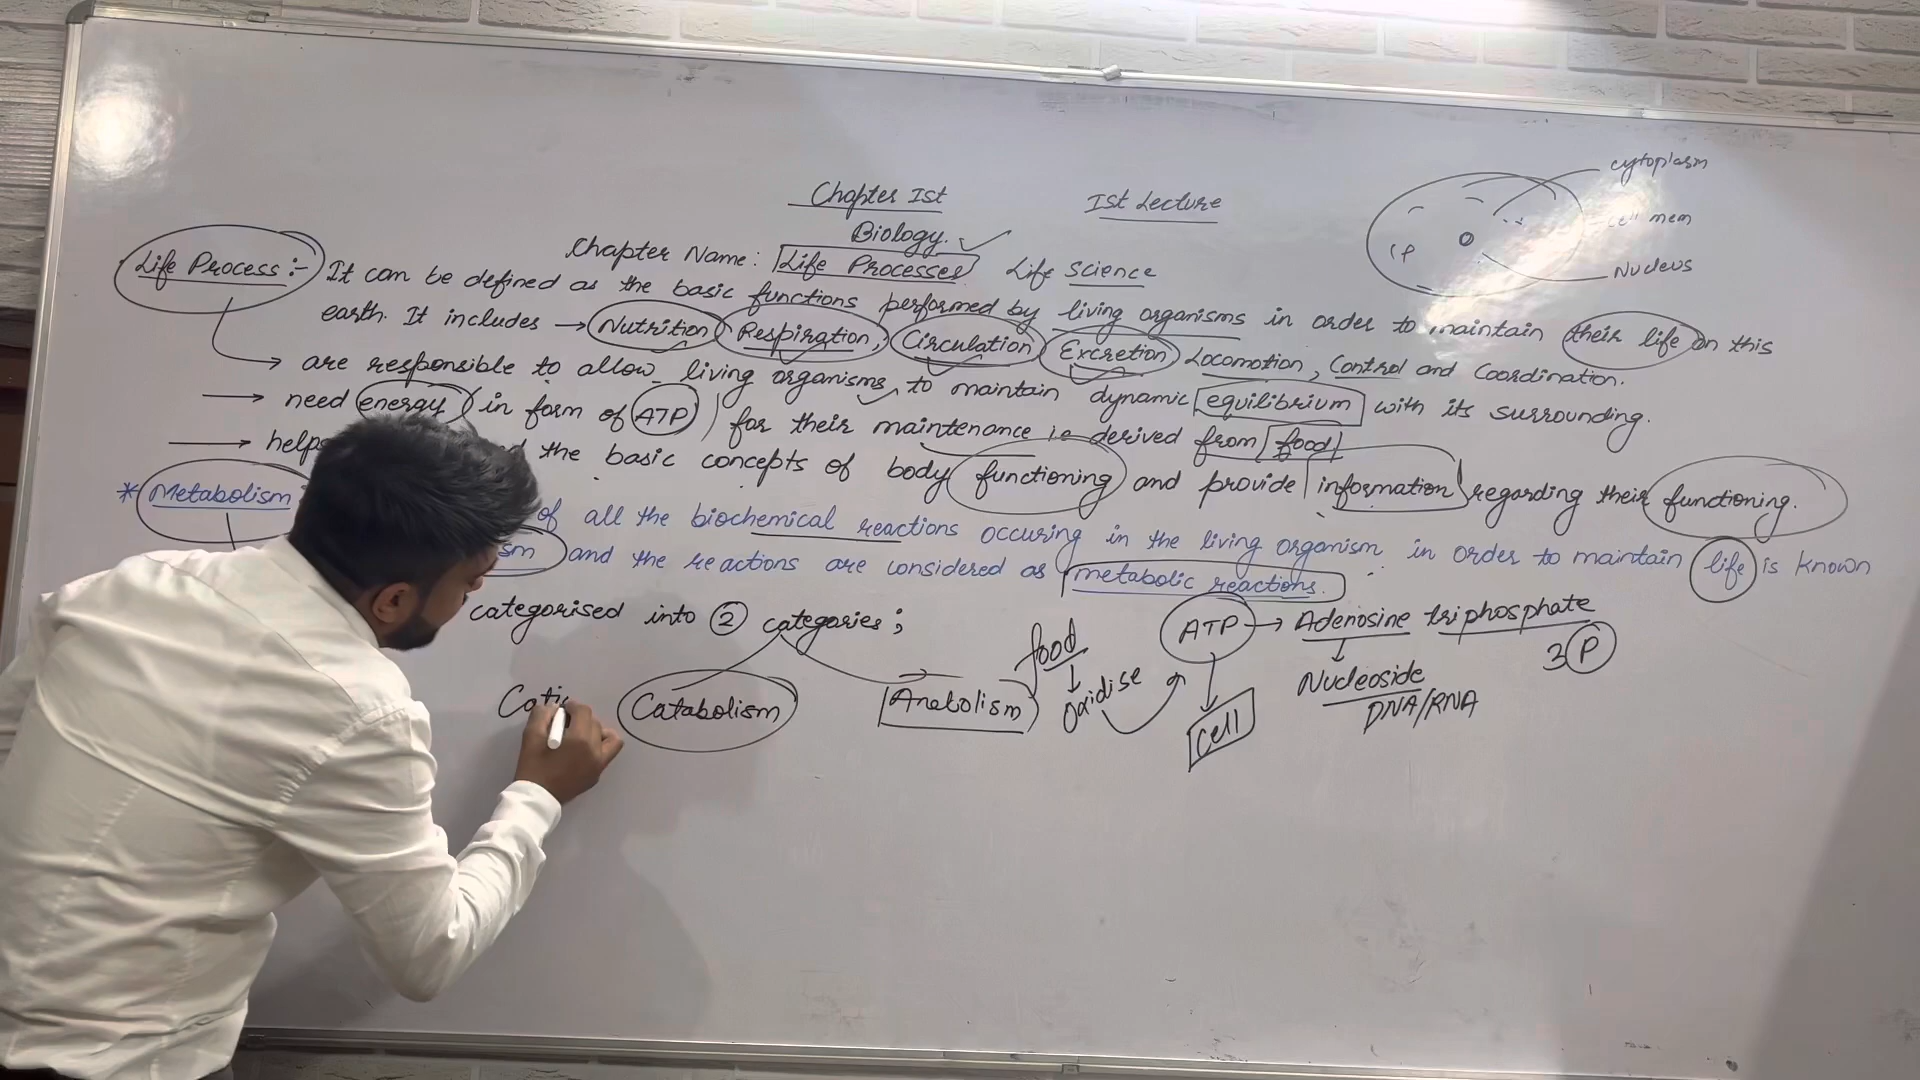 Chapter Ist
Ist Lecture
Biology.
Chapter Name: Life Processes Life Science
cytoplasm
cell mem
Nucleus
Life Process:- It can be defined as the basic functions performed by living organisms in order to maintain their life on this
earth. It includes → Nutrition, Respiration, Circulation, Excretion Locomotion, Control and Coordination.
→ are responsible to allow living organisms, to maintain dynamic equilibrium with its surrounding.
→ need energy (in form of ATP) for their maintenance ie derived from food
→ helps the basic concepts of body functioning and provide information regarding their functioning.
* Metabolism of all the biochemical reactions occuring in the living organism in order to maintain life is known
ism and the reactions are considered as metabolic reactions.
categorised into 2 categories;
Catabolism
Anabolism
food
↓
Oxidise
ATP → Adenosine triphosphate
3 P
Nucleoside
DNA/RNA
cell